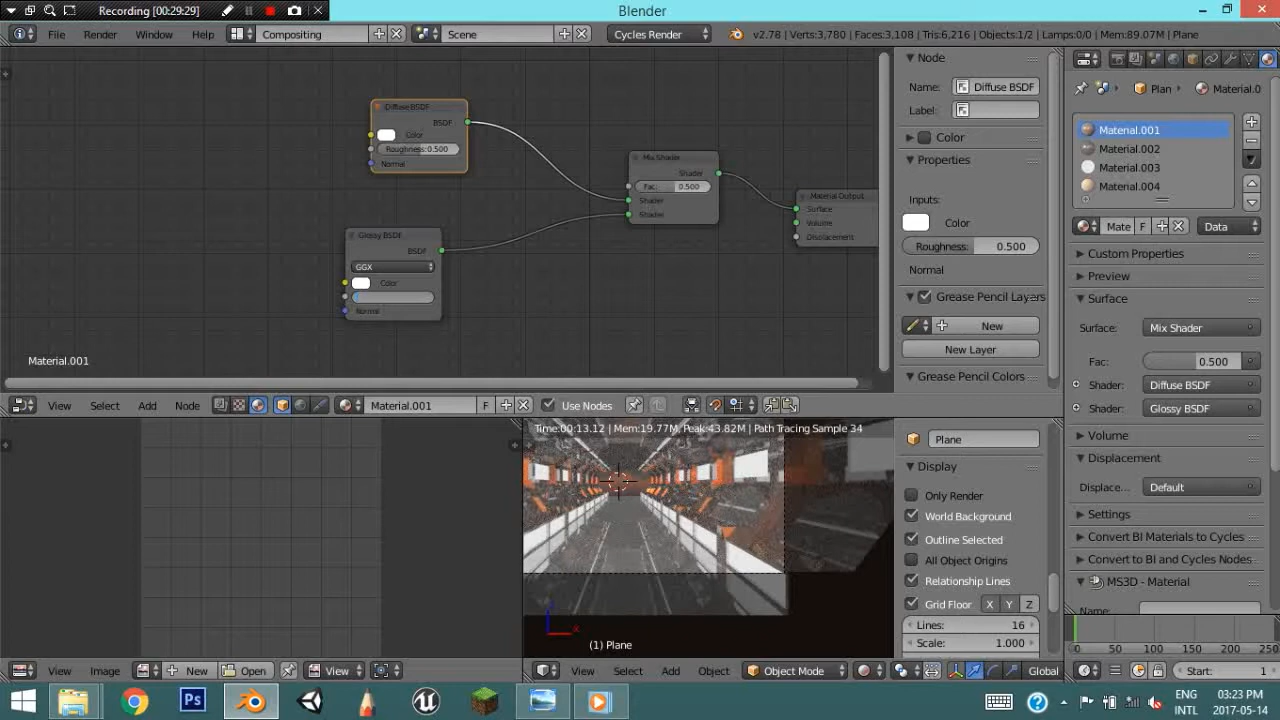 Recording [00:29:29]
Blender
File Render Window Help
Compositing
Scene
Cycles Render
v2.78 | Verts:3,780 | Faces:3,108 | Tris:6,216 | Objects:1/2 | Lamps:0/0 | Mem:89.07M | Plane
Diffuse BSDF
BSDF
Color
Roughness:0.500
Normal
Glossy BSDF
BSDF
GGX
Color
Normal
Mix Shader
Shader
Fac: 0.500
Shader
Shader
Material Output
Surface
Volume
Displacement
Material.001
Node
Name: Diffuse BSDF
Label:
Color
Properties
Inputs:
Color
Roughness: 0.500
Normal
Grease Pencil Layers
New
New Layer
Grease Pencil Colors
Plan
Material.0
Material.001
Material.002
Material.003
Material.004
Mate F
Data
Custom Properties
Preview
Surface
Surface: Mix Shader
Fac: 0.500
Shader: Diffuse BSDF
Shader: Glossy BSDF
Volume
Displacement
Displace... Default
Settings
Convert BI Materials to Cycles
Convert to BI and Cycles Nodes
MS3D - Material
Name:
View Select Add Node
Material.001 F
Use Nodes
Time:00:13.12 | Mem:19.77M, Peak:43.82M | Path Tracing Sample 34
(1) Plane
Plane
Display
Only Render
World Background
Outline Selected
All Object Origins
Relationship Lines
Grid Floor X Y Z
Lines: 16
Scale: 1.000
0 50 100 150 200 250
View Image
New
Open
View
View Select Add Object
Object Mode
Global
Start: 1
Ps
ENG
INTL
03:23 PM
2017-05-14